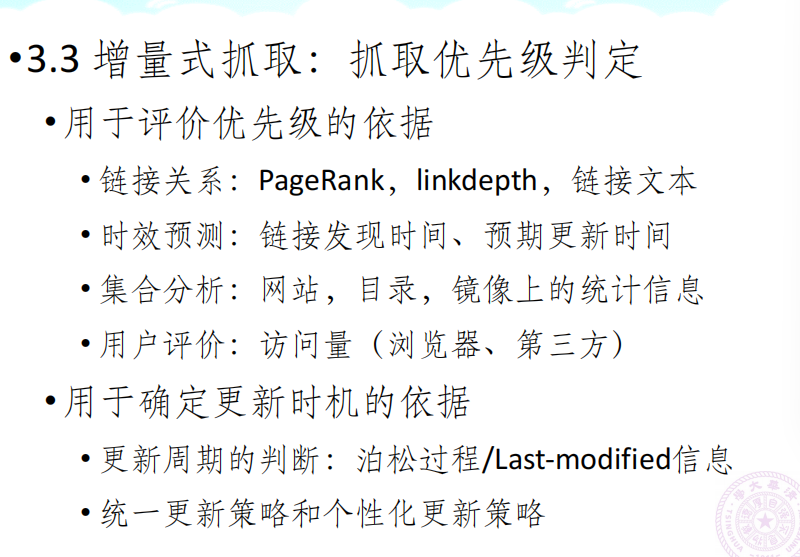 •3.3 增量式抓取：抓取优先级判定
•用于评价优先级的依据
•链接关系：PageRank，linkdepth，链接文本
•时效预测：链接发现时间、预期更新时间
•集合分析：网站，目录，镜像上的统计信息
•用户评价：访问量（浏览器、第三方）
•用于确定更新时机的依据
•更新周期的判断：泊松过程/Last-modified信息
•统一更新策略和个性化更新策略